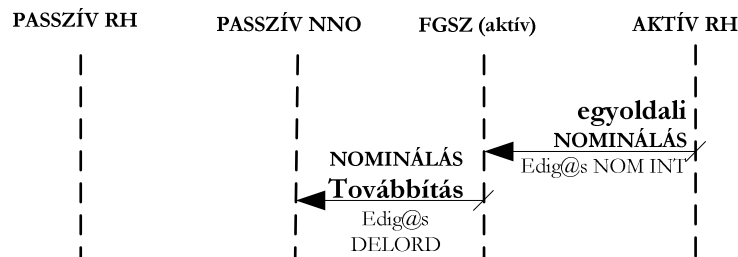 PASSZÍV RH PASSZÍV NNO FGSZ (aktív) AKTÍV RH
egyoldali
NOMINÁLÁS
Edig@s NOM INT
NOMINÁLÁS
Továbbítás
Edig@s
DELORD